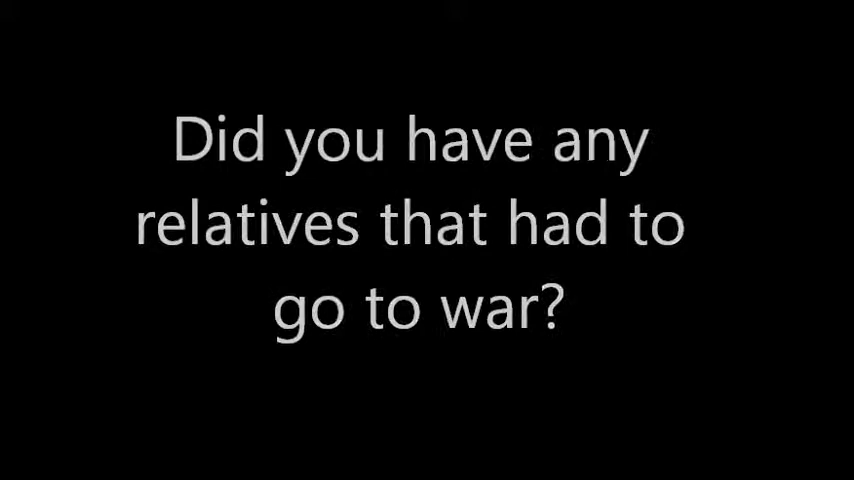 Did you have any
relatives that had to
go to war?